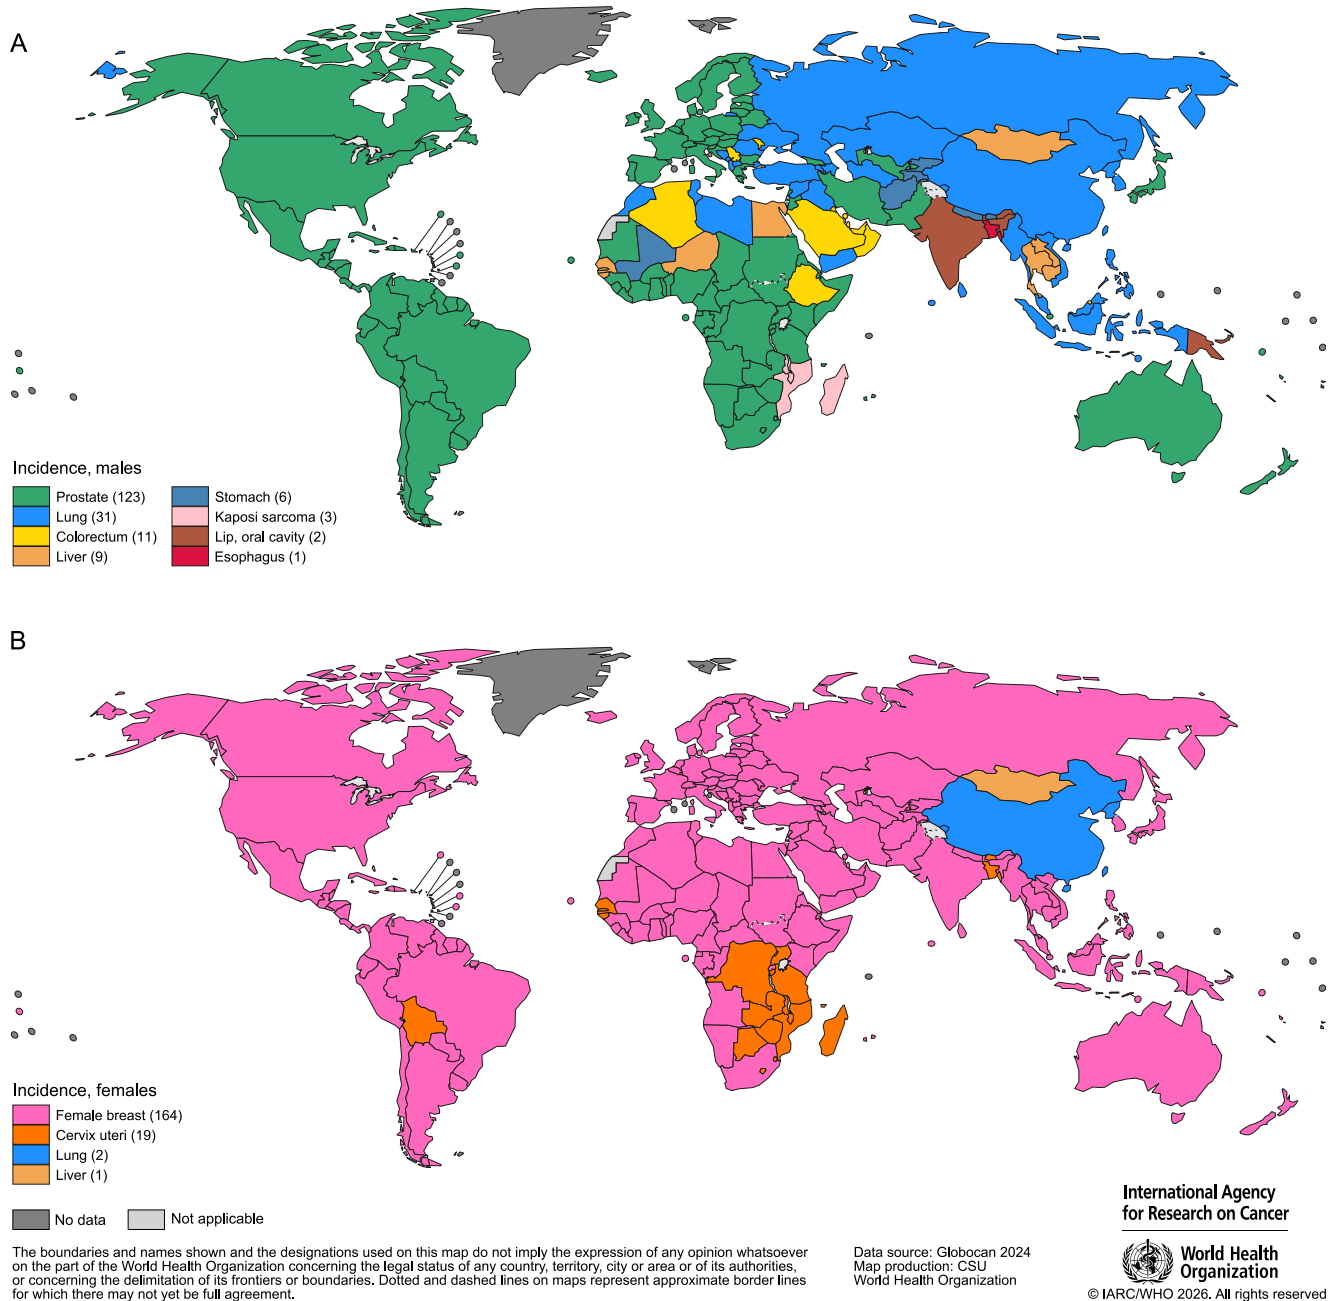 A
Incidence, males
Prostate (123)
Lung (31)
Colorectum (11)
Liver (9)
Stomach (6)
Kaposi sarcoma (3)
Lip, oral cavity (2)
Esophagus (1)
B
Incidence, females
Female breast (164)
Cervix uteri (19)
Lung (2)
Liver (1)
No data
Not applicable
The boundaries and names shown and the designations used on this map do not imply the expression of any opinion whatsoever
on the part of the World Health Organization concerning the legal status of any country, territory, city or area or of its authorities,
or concerning the delimitation of its frontiers or boundaries. Dotted and dashed lines on maps represent approximate border lines
for which there may not yet be full agreement.
Data source: Globocan 2024
Map production: CSU
World Health Organization
International Agency
for Research on Cancer
World Health
Organization
© IARC/WHO 2026. All rights reserved